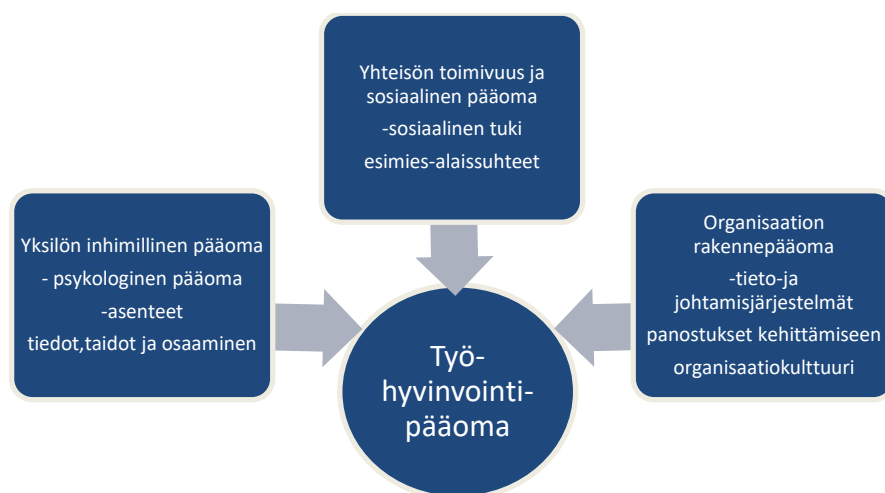 Yhteisön toimivuus ja
sosiaalinen pääoma
-sosiaalinen tuki
esimies-alaissuhteet
Yksilön inhimillinen pääoma
- psykologinen pääoma
-asenteet
tiedot,taidot ja osaaminen
Organisaation
rakennepääoma
-tieto-ja
johtamisjärjestelmät
panostukset kehittämiseen
organisaatiokulttuuri
Työ-
hyvinvointi-
pääoma